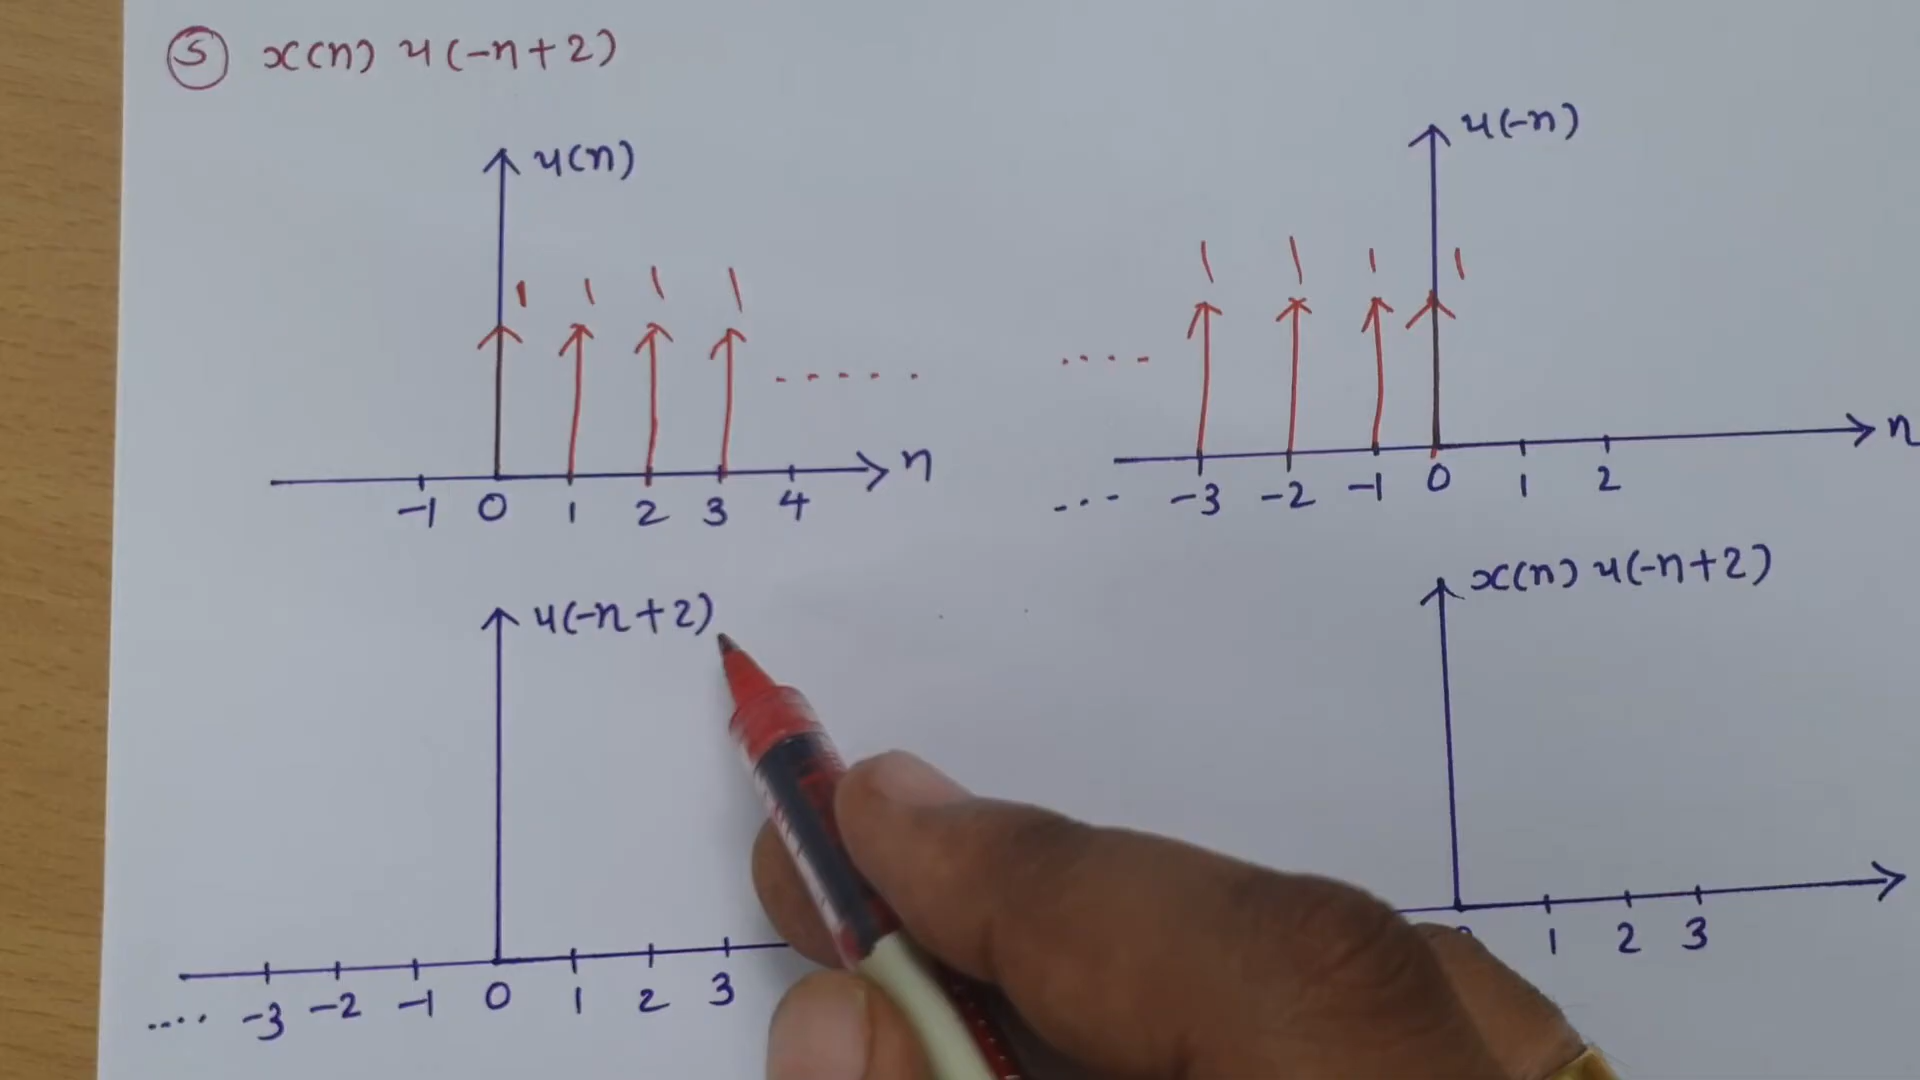 5 x(n) u(-n+2)
u(n)
1 1 1 1 .....
n
-1 0 1 2 3 4
u(-n)
.... 1 1 1 1
n
... -3 -2 -1 0 1 2
u(-n+2)
.... -3 -2 -1 0 1 2 3
x(n) u(-n+2)
1 2 3